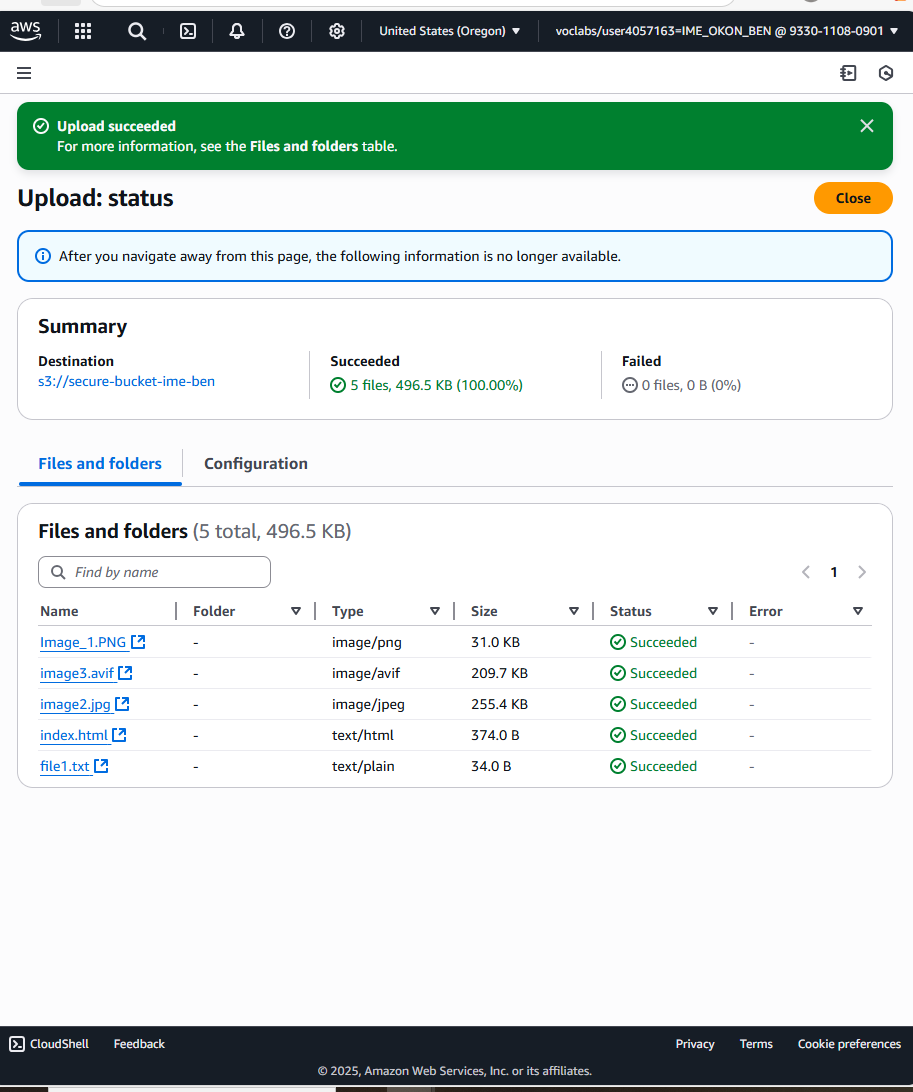 aws United States (Oregon) ▼ voclabs/user4057163=IME_OKON_BEN @ 9330-1108-0901 ▼
Upload succeeded
For more information, see the Files and folders table.
Upload: status
Close
After you navigate away from this page, the following information is no longer available.
Summary
Destination Succeeded Failed
s3://secure-bucket-ime-ben 5 files, 496.5 KB (100.00%) 0 files, 0 B (0%)
Files and folders Configuration
Files and folders (5 total, 496.5 KB)
Find by name 1
Name Folder Type Size Status Error
Image_1.PNG - image/png 31.0 KB Succeeded -
image3.avif - image/avif 209.7 KB Succeeded -
image2.jpg - image/jpeg 255.4 KB Succeeded -
index.html - text/html 374.0 B Succeeded -
file1.txt - text/plain 34.0 B Succeeded -
CloudShell Feedback Privacy Terms Cookie preferences
© 2025, Amazon Web Services, Inc. or its affiliates.